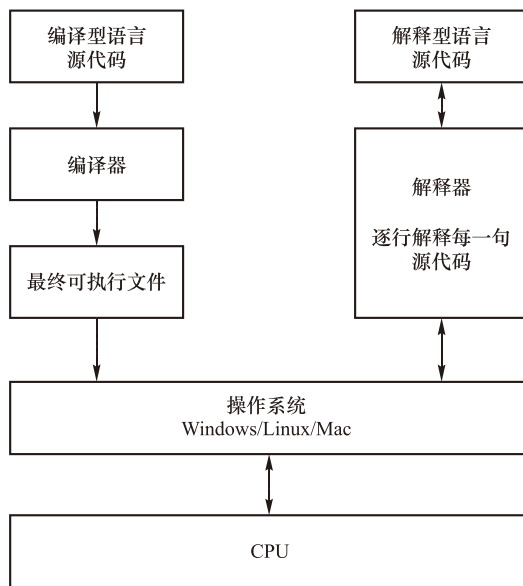 编译型语言
源代码
编译器
最终可执行文件
解释型语言
源代码
解释器
逐行解释每一句
源代码
操作系统
Windows/Linux/Mac
CPU